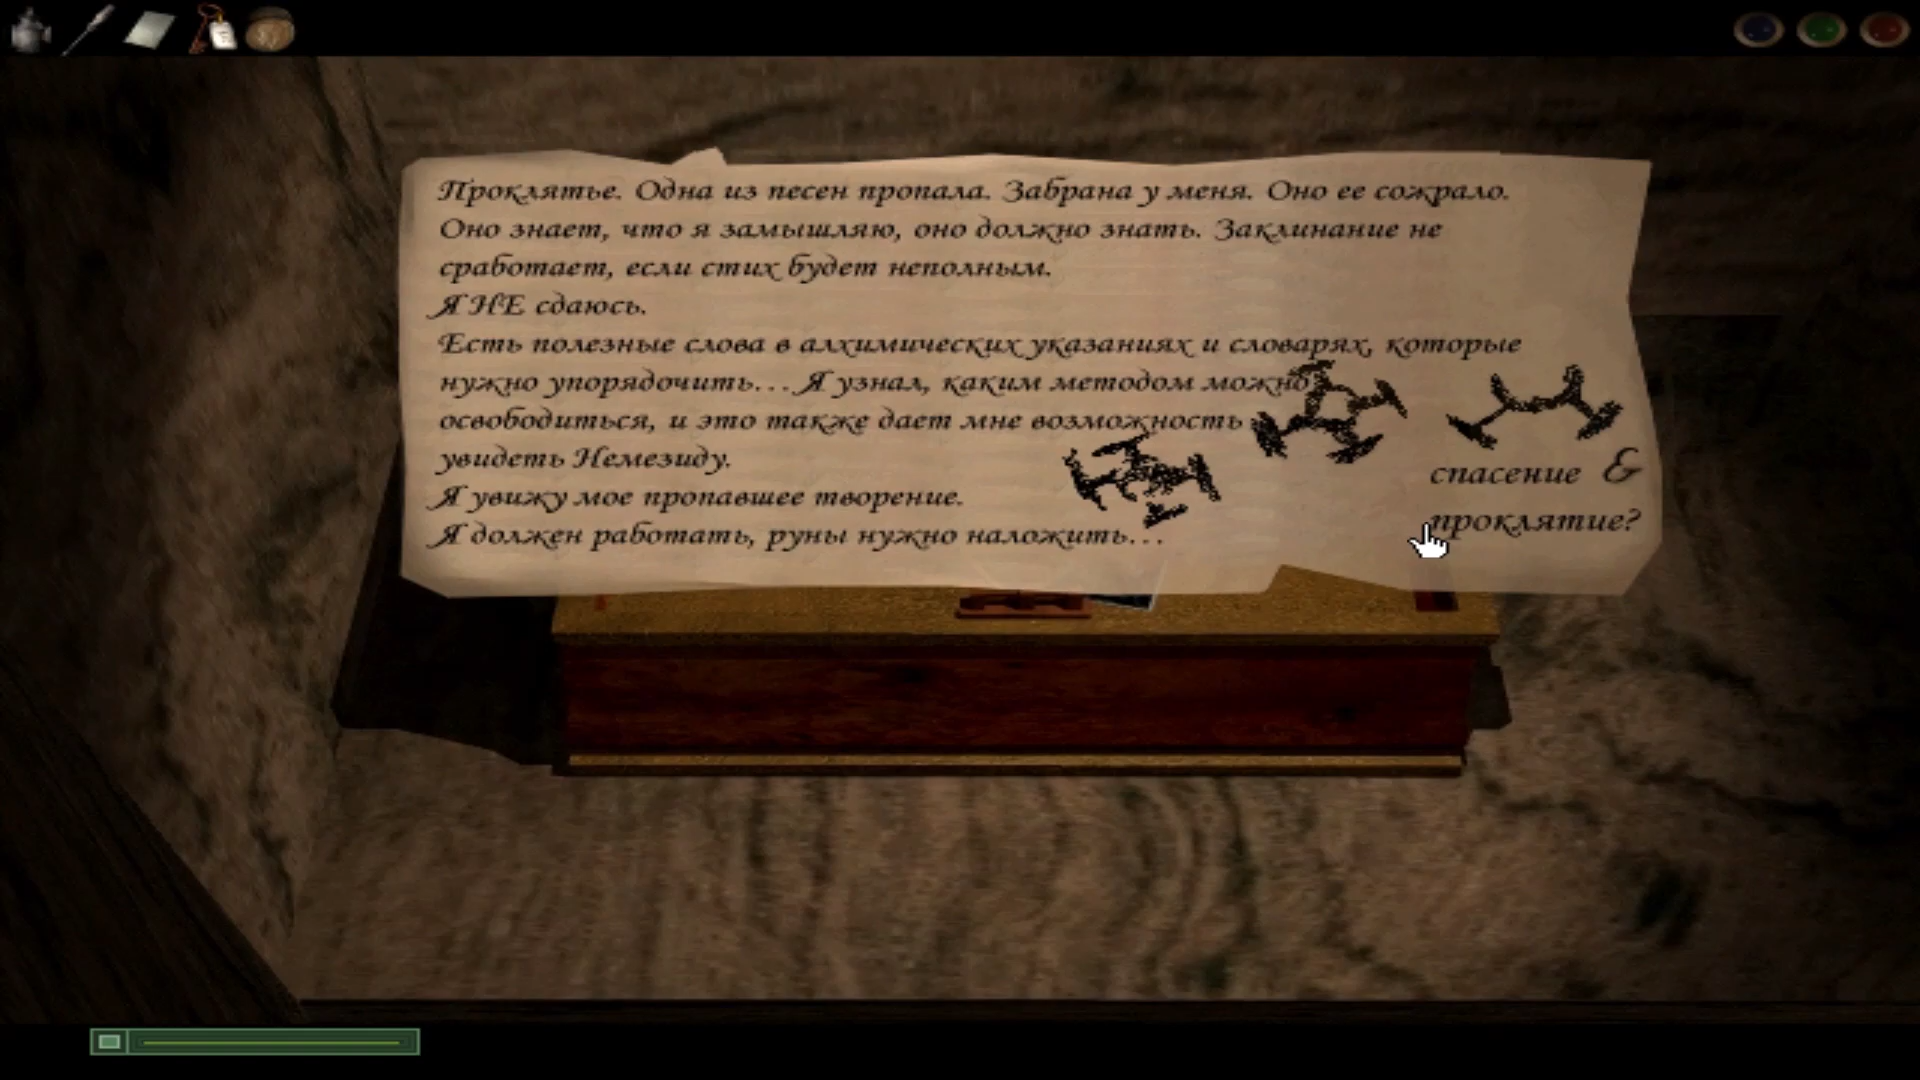 Проклятье. Одна из песен пропала. Забрана у меня. Оно ее сожрало.
Оно знает, что я замышляю, оно должно знать. Заклинание не
сработает, если стих будет неполным.
Я НЕ сдаюсь.
Есть полезные слова в алхимических указаниях и словарях, которые
нужно упорядочить... Я узнал, каким методом можно
освободиться, и это также дает мне возможность
увидеть Немезиду.
Я увижу мое пропавшее творение.
Я должен работать, руны нужно наложить...
спасение &
проклятие?